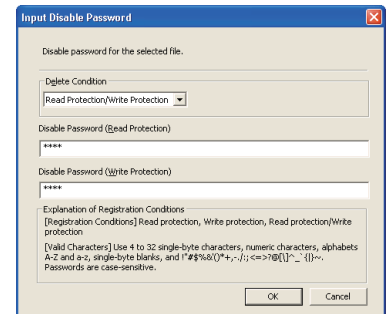 Input Disable Password
Disable password for the selected file.
Delete Condition
Read Protection/Write Protection
Disable Password (Read Protection)
****
Disable Password (Write Protection)
****
Explanation of Registration Conditions
[Registration Conditions] Read protection, Write protection, Read protection/Write
protection
[Valid Characters] Use 4 to 32 single-byte characters, numeric characters, alphabets
A-Z and a-z, single-byte blanks, and !"#$%&'()*+,-./:;<=>?@[\]^_`{|}~.
Passwords are case-sensitive.
OK
Cancel